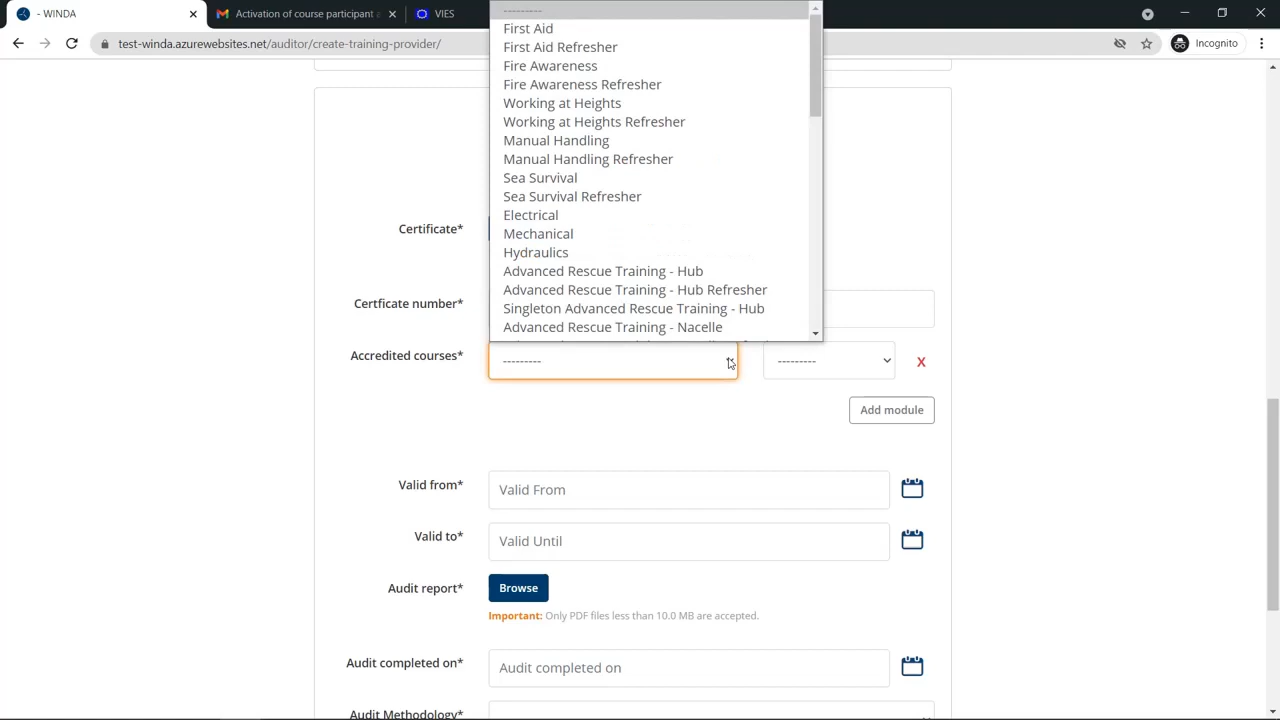 - WINDA
Activation of course participant
VIES
test-winda.azurewebsites.net/auditor/create-training-provider/
Incognito
---------
First Aid
First Aid Refresher
Fire Awareness
Fire Awareness Refresher
Working at Heights
Working at Heights Refresher
Manual Handling
Manual Handling Refresher
Sea Survival
Sea Survival Refresher
Electrical
Mechanical
Hydraulics
Advanced Rescue Training - Hub
Advanced Rescue Training - Hub Refresher
Singleton Advanced Rescue Training - Hub
Advanced Rescue Training - Nacelle
Certificate*
Certficate number*
Accredited courses*
---------
---------
X
Add module
Valid from*
Valid From
Valid to*
Valid Until
Audit report*
Browse
Important: Only PDF files less than 10.0 MB are accepted.
Audit completed on*
Audit completed on
Audit Methodology*